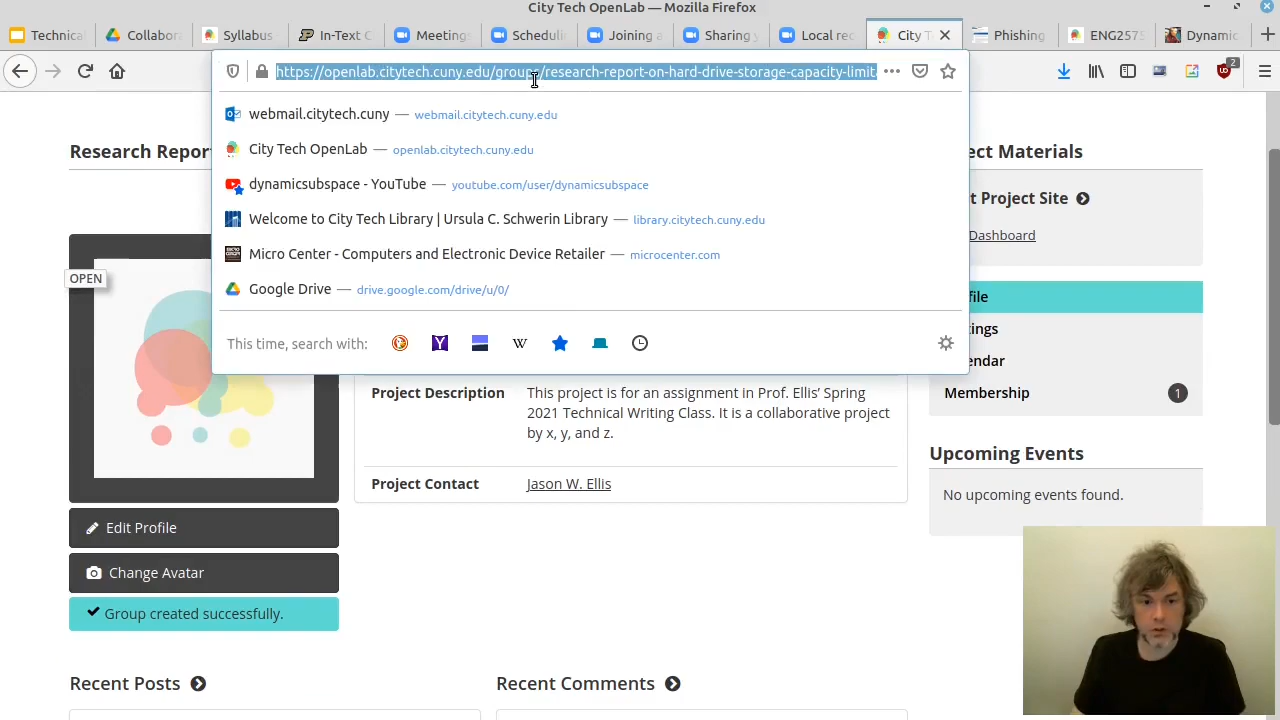 City Tech OpenLab — Mozilla Firefox
Technica
Collabor
Syllabus
In-Text C
Meetings
Schedulin
Joining a
Sharing y
Local rec
City T
Phishing
ENG257
Dynamic
https://openlab.citytech.cuny.edu/groups/research-report-on-hard-drive-storage-capacity-limita
2
webmail.citytech.cuny — webmail.citytech.cuny.edu
City Tech OpenLab — openlab.citytech.cuny.edu
dynamicsubspace - YouTube — youtube.com/user/dynamicsubspace
Welcome to City Tech Library | Ursula C. Schwerin Library — library.citytech.cuny.edu
Micro Center - Computers and Electronic Device Retailer — microcenter.com
Google Drive — drive.google.com/drive/u/0/
This time, search with:
Research Repor
OPEN
Edit Profile
Change Avatar
Group created successfully.
Project Description
This project is for an assignment in Prof. Ellis’ Spring
2021 Technical Writing Class. It is a collaborative project
by x, y, and z.
Project Contact
Jason W. Ellis
ect Materials
t Project Site
Dashboard
file
ings
endar
Membership
1
Upcoming Events
No upcoming events found.
Recent Posts
Recent Comments